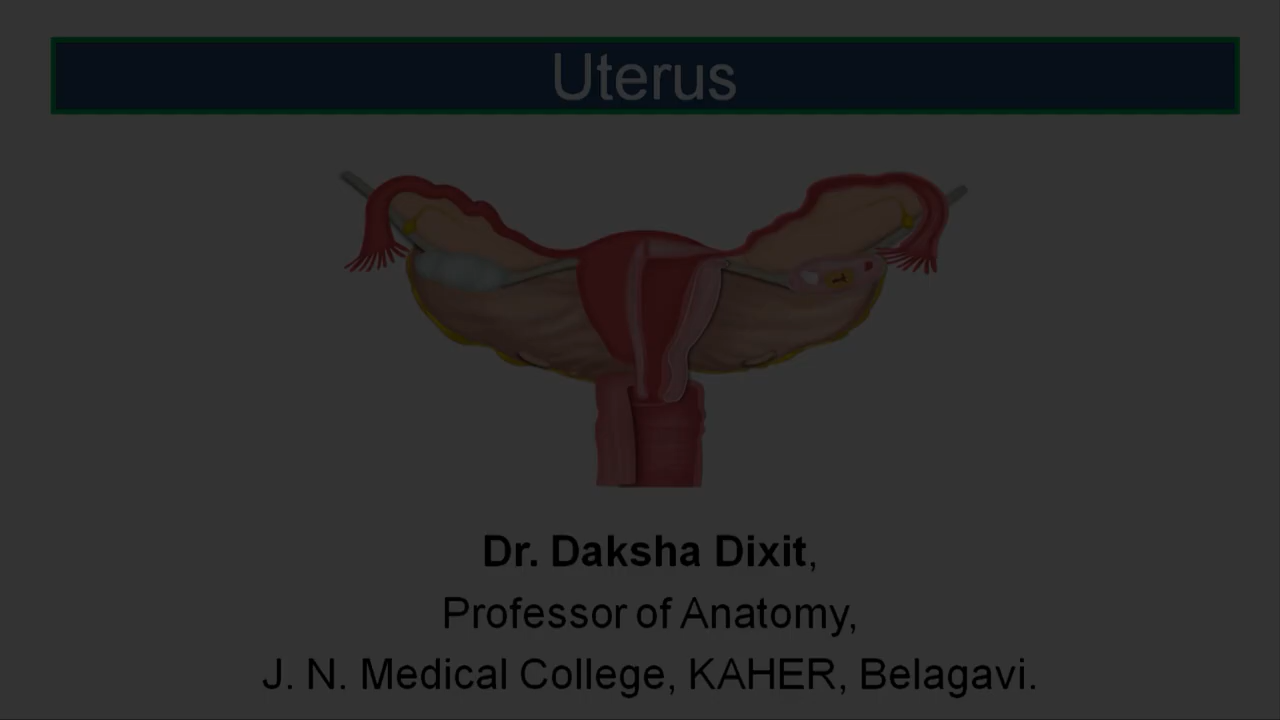 Uterus
Dr. Daksha Dixit,
Professor of Anatomy,
J. N. Medical College, KAHER, Belagavi.